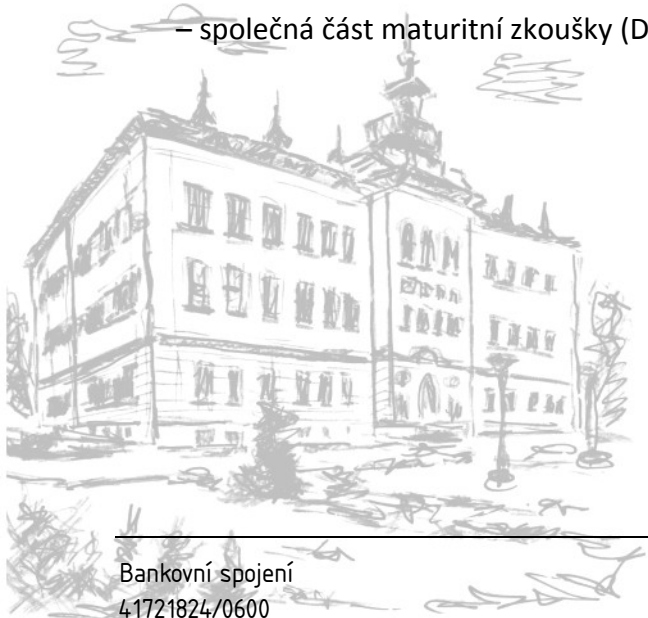 – společná část maturitní zkoušky (D
Bankovní spojení
41721824/0600